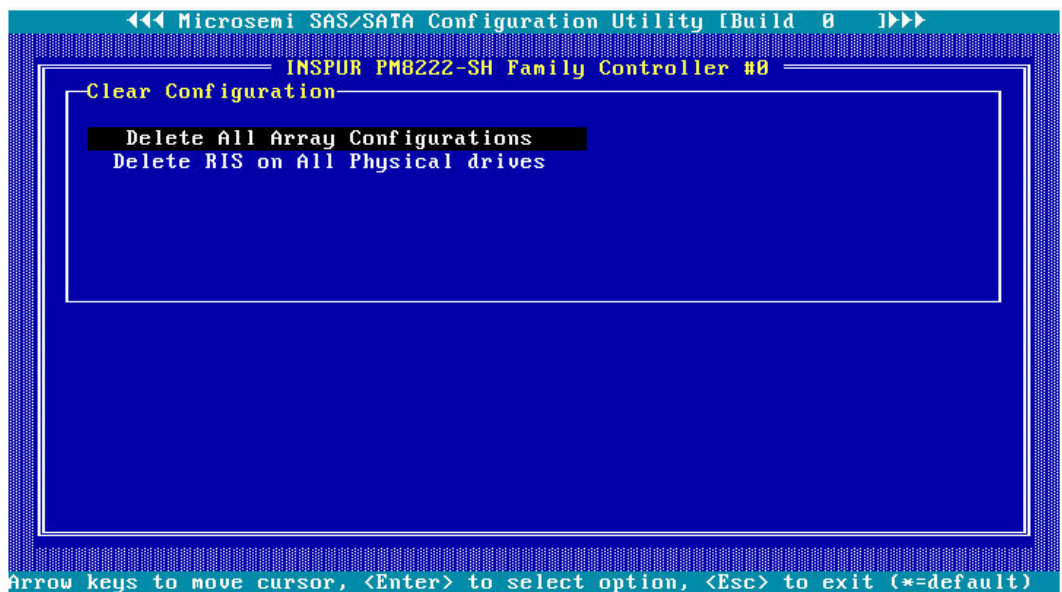 ◄◄◄ Microsemi SAS/SATA Configuration Utility [Build 0 ]►►►
INSPUR PM8222-SH Family Controller #0
Clear Configuration
Delete All Array Configurations
Delete RIS on All Physical drives
Arrow keys to move cursor, <Enter> to select option, <Esc> to exit (*=default)